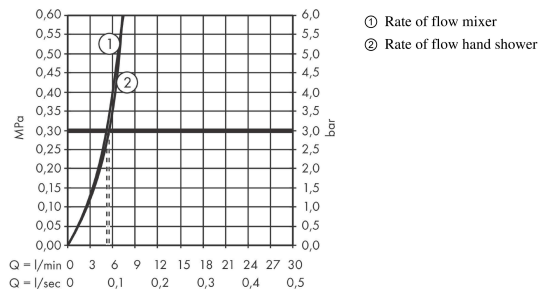 0,60 6,0
0,55 5,5
0,50 5,0
0,45 4,5
0,40 4,0
0,35 3,5
0,30 3,0
0,25 2,5
0,20 2,0
0,15 1,5
0,10 1,0
0,05 0,5
0,00 0,0
MPa
bar
1
2
Q = l/min 0 3 6 9 12 15 18 21 24 27 30
Q = l/sec 0 0,1 0,2 0,3 0,4 0,5
① Rate of flow mixer
② Rate of flow hand shower